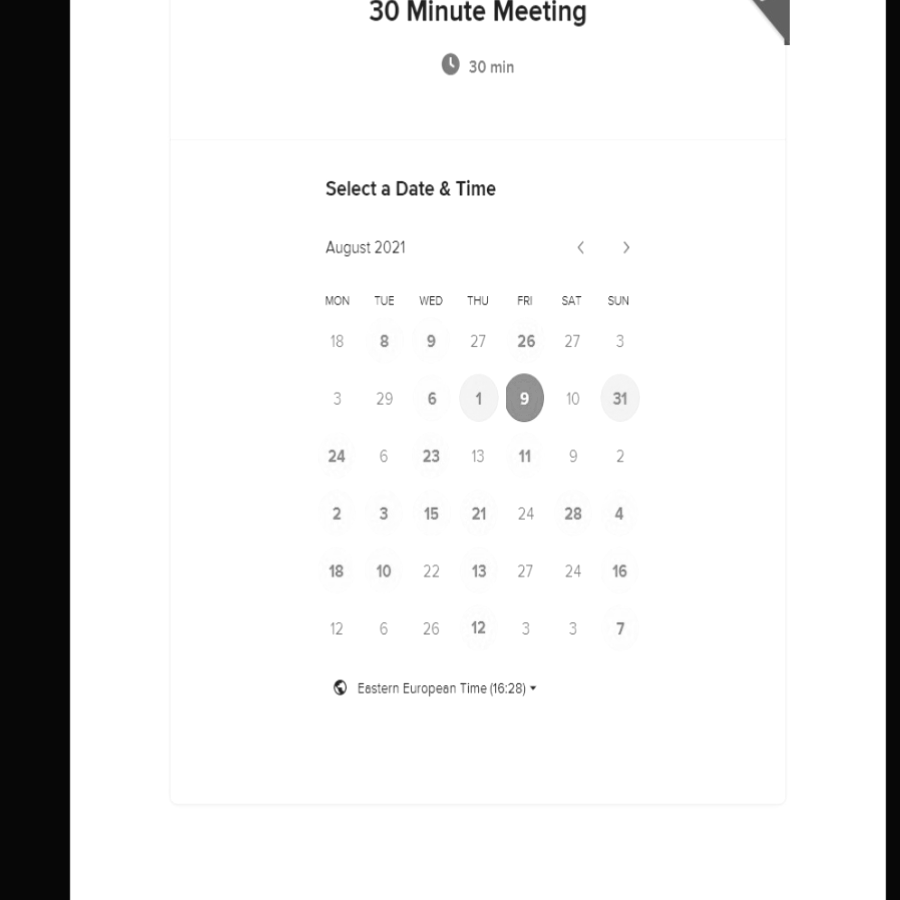 30 Minute Meeting
30 min
Select a Date & Time
August 2021
MON TUE WED THU FRI SAT SUN
18 8 9 27 26 27 3
3 29 6 1 9 10 31
24 6 23 13 11 9 2
2 3 15 21 24 28 4
18 10 22 13 27 24 16
12 6 26 12 3 3 7
Eastern European Time (16:28)